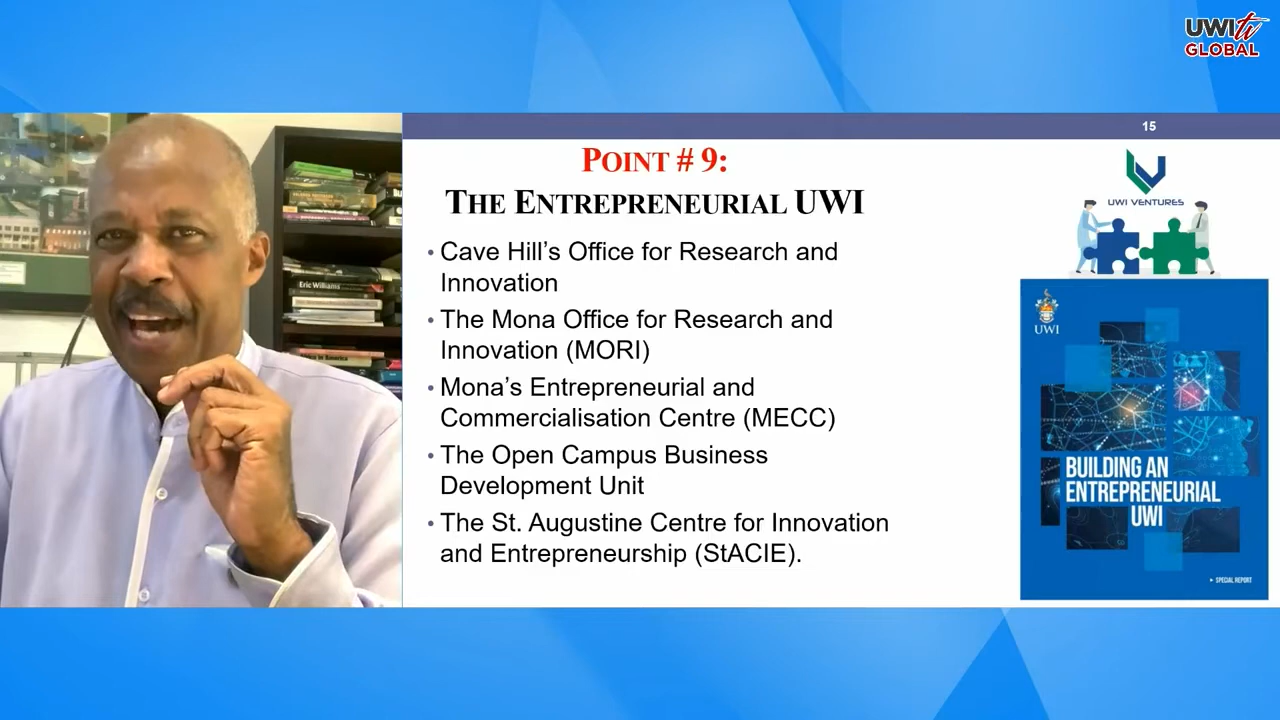 UWI tv
GLOBAL
15
POINT # 9:
THE ENTREPRENEURIAL UWI
• Cave Hill's Office for Research and
Innovation
• The Mona Office for Research and
Innovation (MORI)
• Mona's Entrepreneurial and
Commercialisation Centre (MECC)
• The Open Campus Business
Development Unit
• The St. Augustine Centre for Innovation
and Entrepreneurship (StACIE).
UWI VENTURES
UWI
BUILDING AN
ENTREPRENEURIAL
UWI
SPECIAL REPORT
Eric Williams